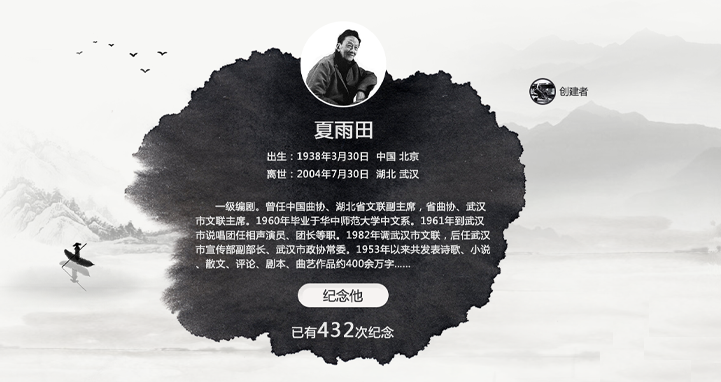 创建者
夏雨田
出生：1938年3月30日 中国 北京
离世：2004年7月30日 湖北 武汉
一级编剧。曾任中国曲协、湖北省文联副主席，省曲协、武汉
市文联主席。1960年毕业于华中师范大学中文系。1961年到武汉
市说唱团任相声演员、团长等职。1982年调武汉市文联，后任武汉
市宣传部副部长、武汉市政协常委。1953年以来共发表诗歌、小说
、散文、评论、剧本、曲艺作品约400余万字......
纪念他
已有432次纪念